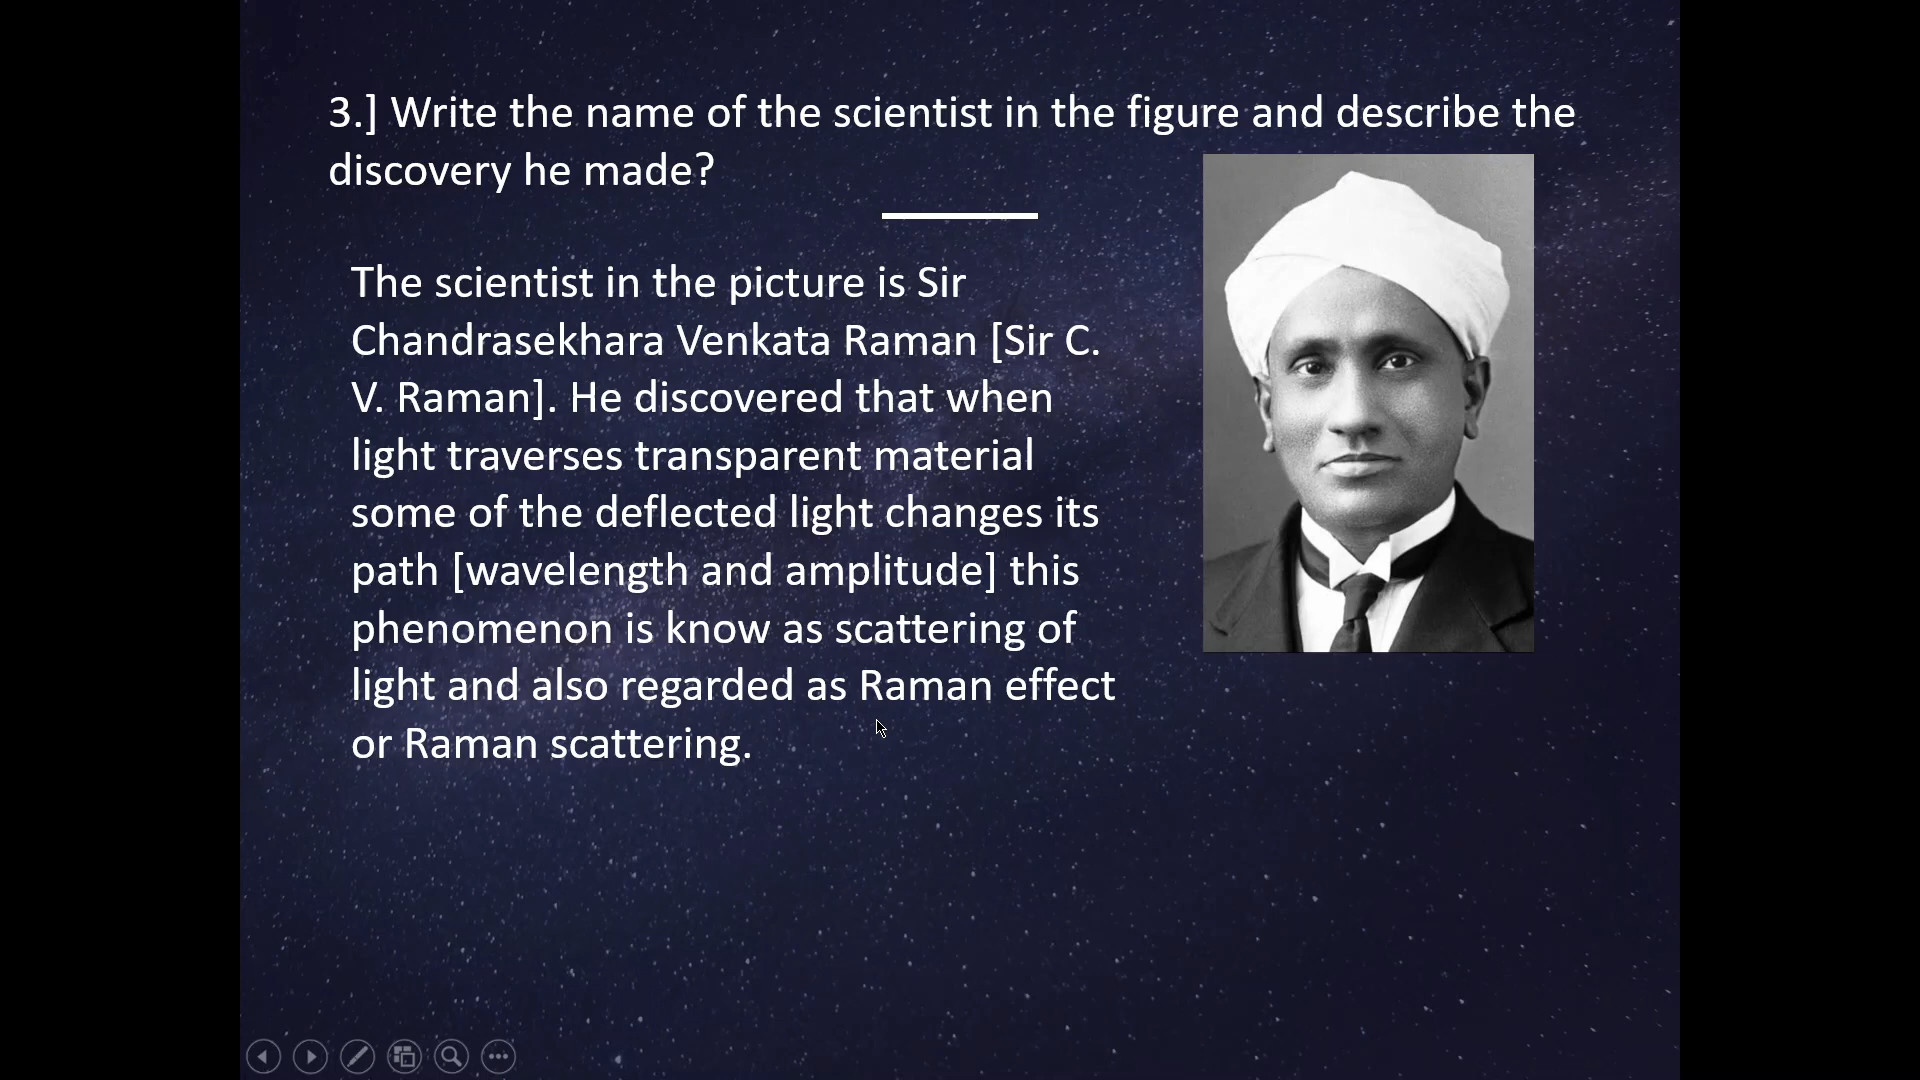 3.] Write the name of the scientist in the figure and describe the
discovery he made?
The scientist in the picture is Sir
Chandrasekhara Venkata Raman [Sir C.
V. Raman]. He discovered that when
light traverses transparent material
some of the deflected light changes its
path [wavelength and amplitude] this
phenomenon is know as scattering of
light and also regarded as Raman effect
or Raman scattering.